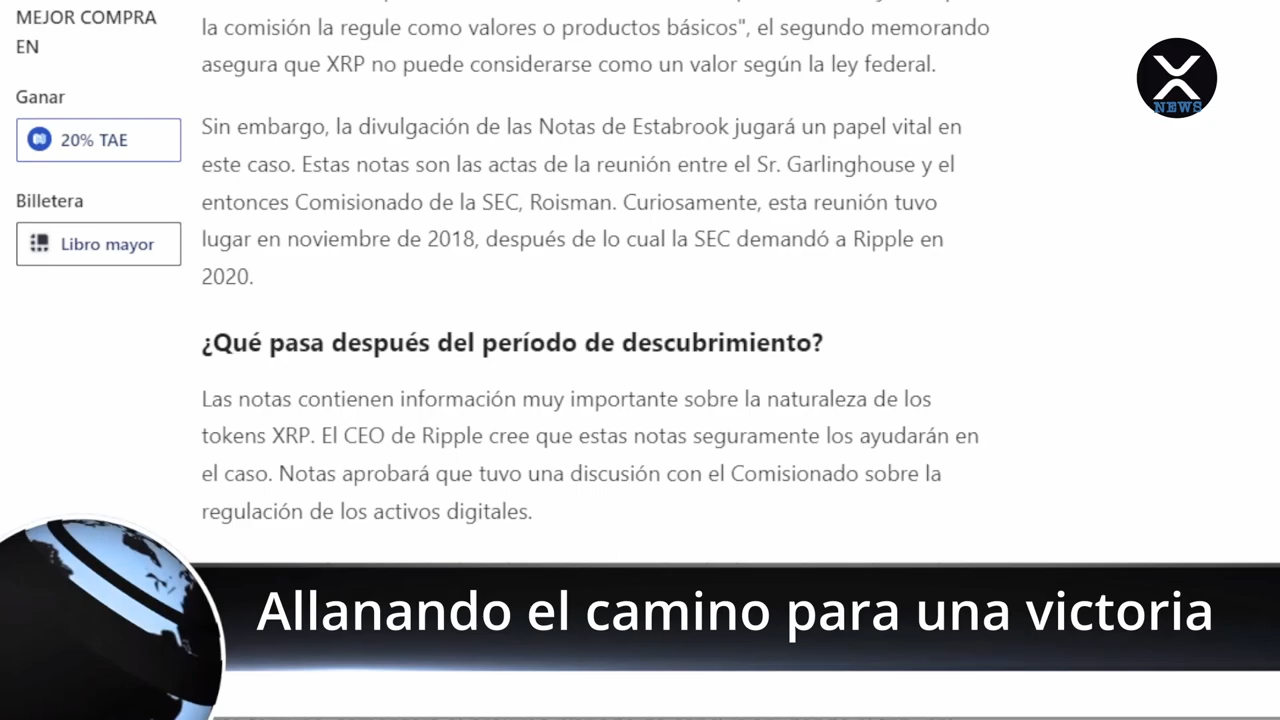 MEJOR COMPRA
EN
Ganar
20% TAE
Billetera
Libro mayor
la comisión la regule como valores o productos básicos", el segundo memorando
asegura que XRP no puede considerarse como un valor según la ley federal.
Sin embargo, la divulgación de las Notas de Estabrook jugará un papel vital en
este caso. Estas notas son las actas de la reunión entre el Sr. Garlinghouse y el
entonces Comisionado de la SEC, Roisman. Curiosamente, esta reunión tuvo
lugar en noviembre de 2018, después de lo cual la SEC demandó a Ripple en
2020.
¿Qué pasa después del período de descubrimiento?
Las notas contienen información muy importante sobre la naturaleza de los
tokens XRP. El CEO de Ripple cree que estas notas seguramente los ayudarán en
el caso. Notas aprobará que tuvo una discusión con el Comisionado sobre la
regulación de los activos digitales.
X
NEWS
Allanando el camino para una victoria